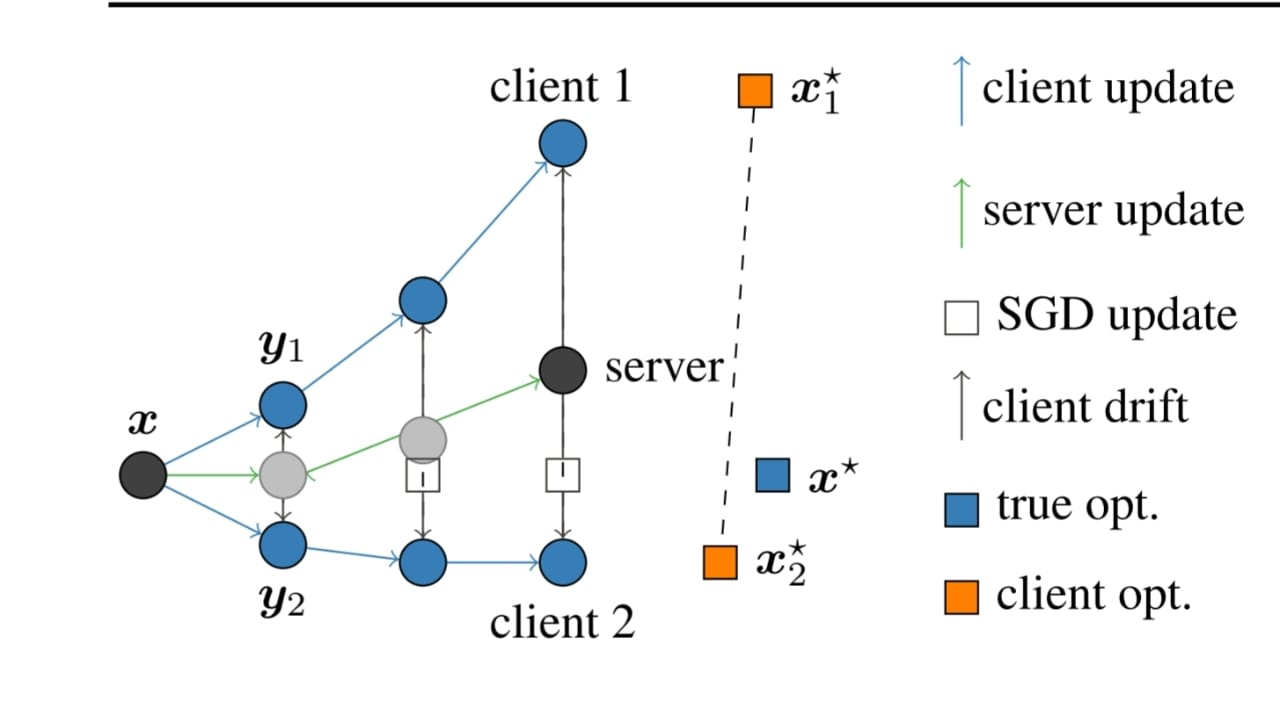 client 1
x₁⋆
client update
server update
y₁
server
SGD update
x
client drift
x⋆
true opt.
x₂⋆
y₂
client 2
client opt.